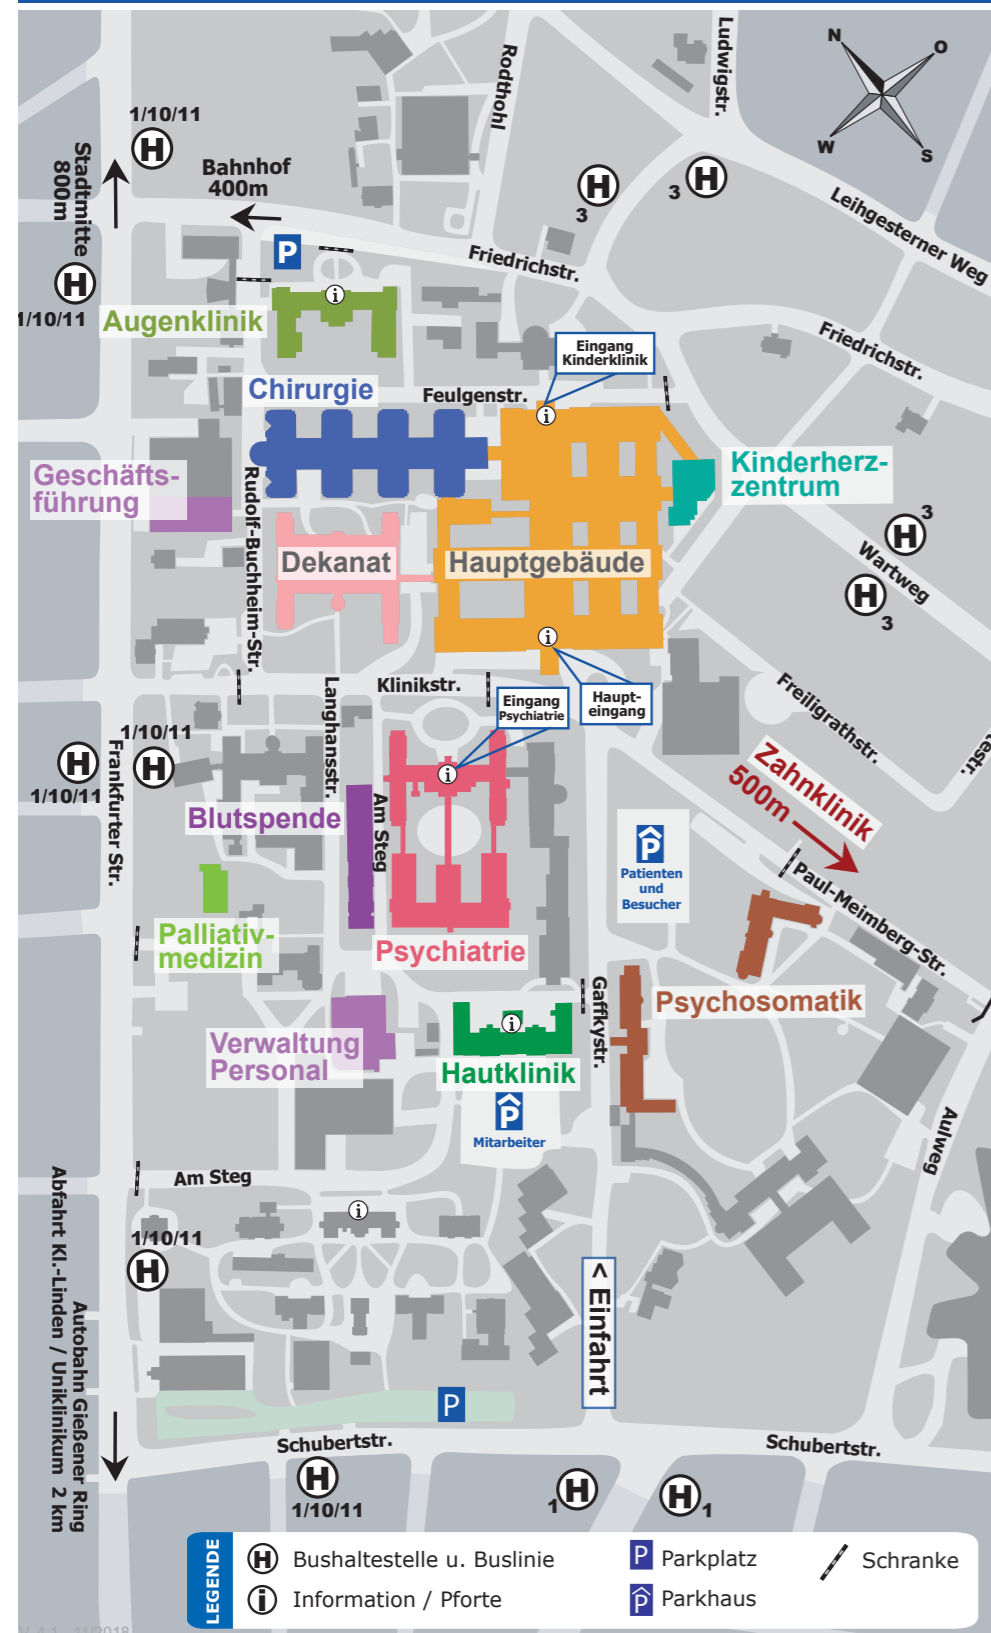 N
O
W
S
Ludwigstr.
Rodthohl
1/10/11
H
Stadtmitte
800m
Bahnhof
400m
H
3
3
H
Leihgesterner Weg
P
Friedrichstr.
H
1/10/11
i
Augenklinik
Friedrichstr.
Eingang
Kinderklinik
Chirurgie
Feulgenstr.
i
Geschäfts-
führung
Kinderherz-
zentrum
Rudolf-Buchheim-Str.
3
H
Wartweg
H
3
Dekanat
Hauptgebäude
i
Klinikstr.
Langhansstr.
Eingang
Psychiatrie
Haupt-
eingang
Freiligrathstr.
estr.
1/10/11
H
H
1/10/11
Frankfurter Str.
i
Zahnklinik
500m
Blutspende
Am Steg
P
Patienten
und
Besucher
Paul-Meimberg-Str.
Palliativ-
medizin
Psychiatrie
Gaffkystr.
Psychosomatik
Verwaltung
Personal
i
Hautklinik
P
Mitarbeiter
Aulweg
Am Steg
i
1/10/11
H
Abfahrt Kl.-Linden / Uniklinikum 2 km
Autobahn Gießener Ring
< Einfahrt
P
Schubertstr.
Schubertstr.
H
1/10/11
1
H
H
1
LEGENDE
H Bushaltestelle u. Buslinie
i Information / Pforte
P Parkplatz
P Parkhaus
Schranke
V. 4.1 - 11/2018